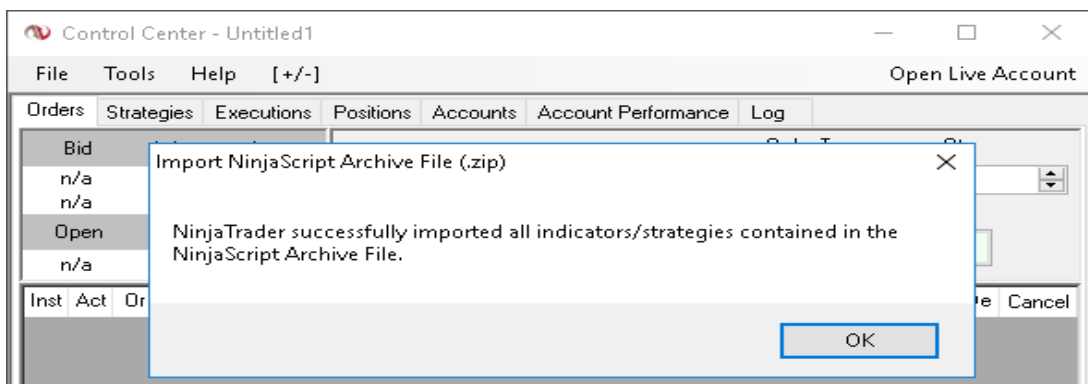 Control Center - Untitled1
File Tools Help [+/-] Open Live Account
Orders Strategies Executions Positions Accounts Account Performance Log
Bid
Import NinjaScript Archive File (.zip)
n/a
n/a
NinjaTrader successfully imported all indicators/strategies contained in the
Open
NinjaScript Archive File.
n/a
Inst Act Cancel
OK